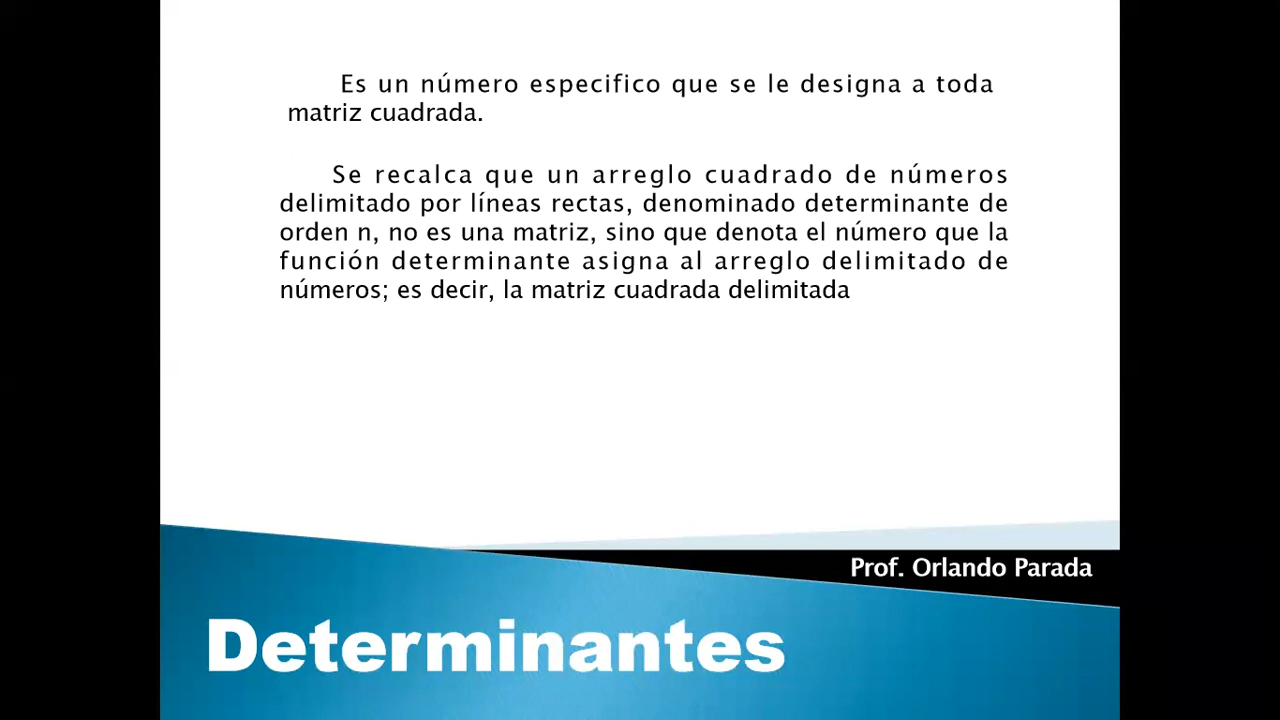 Es un número especifico que se le designa a toda
matriz cuadrada.
Se recalca que un arreglo cuadrado de números
delimitado por líneas rectas, denominado determinante de
orden n, no es una matriz, sino que denota el número que la
función determinante asigna al arreglo delimitado de
números; es decir, la matriz cuadrada delimitada
Prof. Orlando Parada
Determinantes